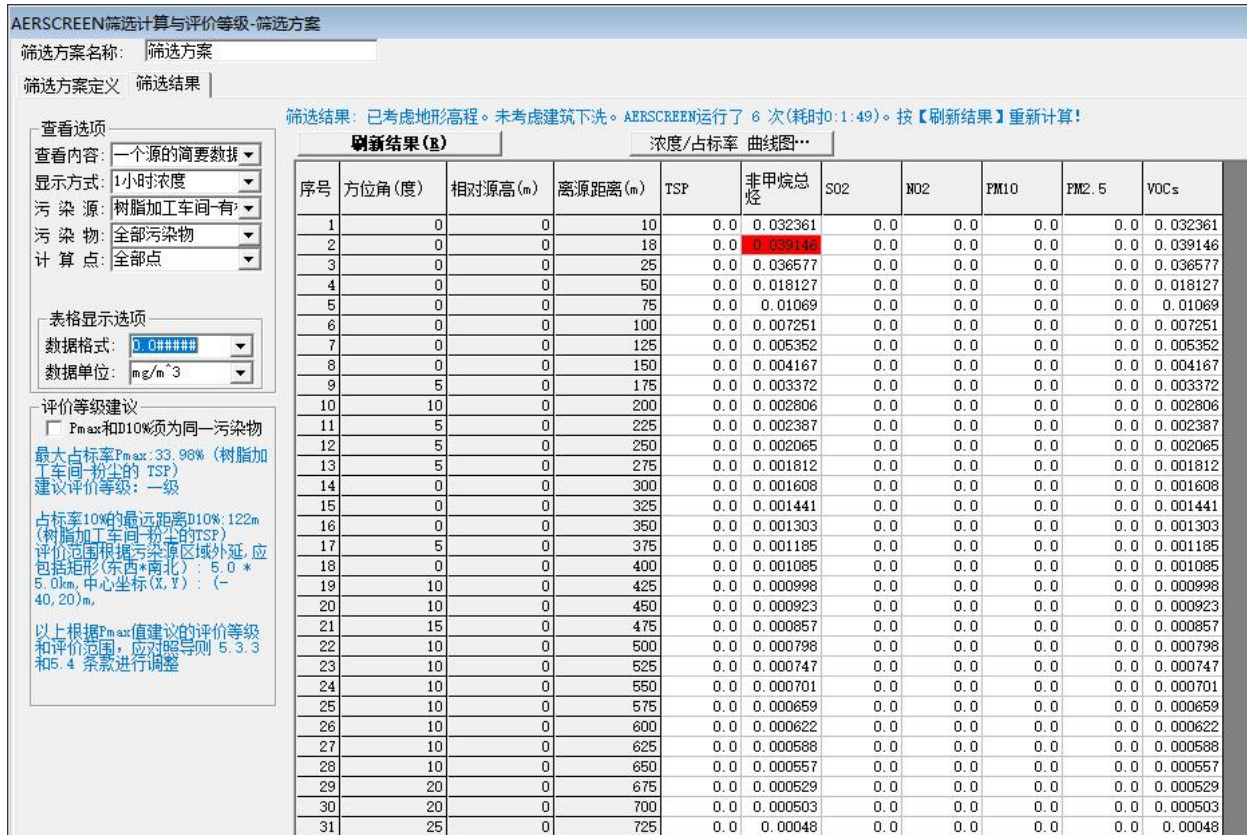 AERSCREEN筛选计算与评价等级-筛选方案
筛选方案名称: 筛选方案
筛选方案定义 筛选结果
筛选结果: 已考虑地形高程。未考虑建筑下洗。AERSCREEN运行了 6 次(耗时0:1:49)。按【刷新结果】重新计算!
刷新结果(R) 浓度/占标率 曲线图…
查看选项
查看内容: 一个源的简要数据
显示方式: 1小时浓度
污 染 源: 树脂加工车间-有
污 染 物: 全部污染物
计 算 点: 全部点
表格显示选项
数据格式: 0.0#####
数据单位: mg/m^3
评价等级建议
Pmax和D10%须为同一污染物
最大占标率Pmax:33.98% (树脂加
工车间-粉尘的 TSP)
建议评价等级: 一级
占标率10%的最远距离D10%:122m
(树脂加工车间-粉尘的TSP)
评价范围根据污染源区域外延,应
包括矩形(东西*南北) : 5.0 *
5.0km,中心坐标(X,Y) : (-
40,20)m,
以上根据Pmax值建议的评价等级
和评价范围,应对照导则 5.3.3
和5.4 条款进行调整
序号 方位角(度) 相对源高(m) 离源距离(m) TSP 非甲烷总烃 SO2 NO2 PM10 PM2.5 VOCs
1 0 0 10 0.0 0.032361 0.0 0.0 0.0 0.0 0.032361
2 0 0 18 0.0 0.039146 0.0 0.0 0.0 0.0 0.039146
3 0 0 25 0.0 0.036577 0.0 0.0 0.0 0.0 0.036577
4 0 0 50 0.0 0.018127 0.0 0.0 0.0 0.0 0.018127
5 0 0 75 0.0 0.01069 0.0 0.0 0.0 0.0 0.01069
6 0 0 100 0.0 0.007251 0.0 0.0 0.0 0.0 0.007251
7 0 0 125 0.0 0.005352 0.0 0.0 0.0 0.0 0.005352
8 0 0 150 0.0 0.004167 0.0 0.0 0.0 0.0 0.004167
9 5 0 175 0.0 0.003372 0.0 0.0 0.0 0.0 0.003372
10 10 0 200 0.0 0.002806 0.0 0.0 0.0 0.0 0.002806
11 5 0 225 0.0 0.002387 0.0 0.0 0.0 0.0 0.002387
12 5 0 250 0.0 0.002065 0.0 0.0 0.0 0.0 0.002065
13 5 0 275 0.0 0.001812 0.0 0.0 0.0 0.0 0.001812
14 0 0 300 0.0 0.001608 0.0 0.0 0.0 0.0 0.001608
15 0 0 325 0.0 0.001441 0.0 0.0 0.0 0.0 0.001441
16 0 0 350 0.0 0.001303 0.0 0.0 0.0 0.0 0.001303
17 5 0 375 0.0 0.001185 0.0 0.0 0.0 0.0 0.001185
18 0 0 400 0.0 0.001085 0.0 0.0 0.0 0.0 0.001085
19 10 0 425 0.0 0.000998 0.0 0.0 0.0 0.0 0.000998
20 10 0 450 0.0 0.000923 0.0 0.0 0.0 0.0 0.000923
21 15 0 475 0.0 0.000857 0.0 0.0 0.0 0.0 0.000857
22 10 0 500 0.0 0.000798 0.0 0.0 0.0 0.0 0.000798
23 10 0 525 0.0 0.000747 0.0 0.0 0.0 0.0 0.000747
24 10 0 550 0.0 0.000701 0.0 0.0 0.0 0.0 0.000701
25 10 0 575 0.0 0.000659 0.0 0.0 0.0 0.0 0.000659
26 10 0 600 0.0 0.000622 0.0 0.0 0.0 0.0 0.000622
27 10 0 625 0.0 0.000588 0.0 0.0 0.0 0.0 0.000588
28 10 0 650 0.0 0.000557 0.0 0.0 0.0 0.0 0.000557
29 20 0 675 0.0 0.000529 0.0 0.0 0.0 0.0 0.000529
30 20 0 700 0.0 0.000503 0.0 0.0 0.0 0.0 0.000503
31 25 0 725 0.0 0.00048 0.0 0.0 0.0 0.0 0.00048